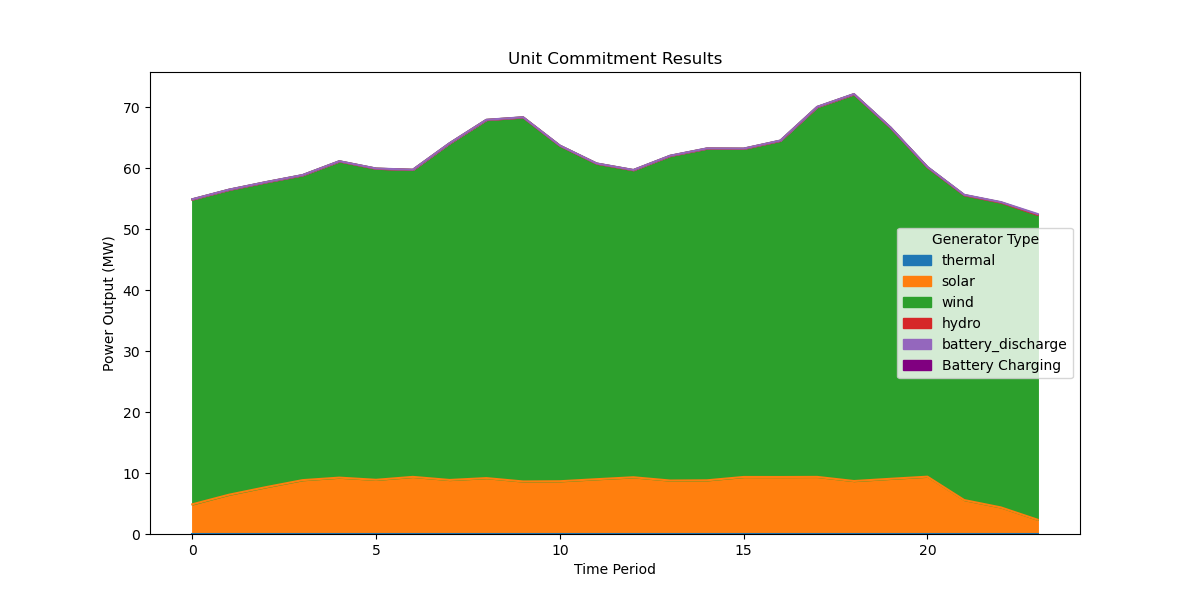 Unit Commitment Results
Power Output (MW)
70
60
50
40
30
20
10
0
Generator Type
thermal
solar
wind
hydro
battery_discharge
Battery Charging
0 5 10 15 20
Time Period